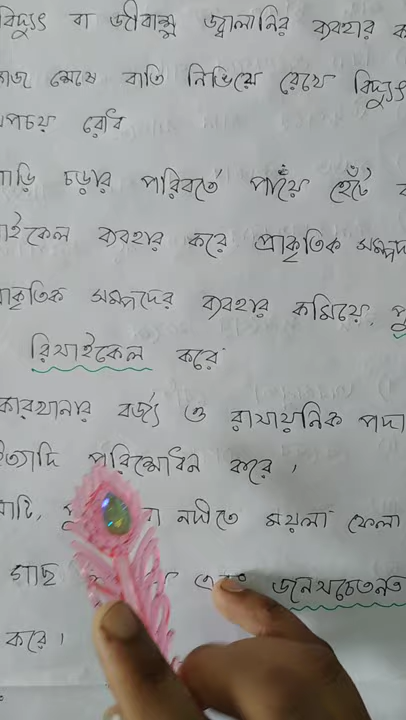 বিদ্যুৎ বা জীবাশ্ম জ্বালানির ব্যবহার ক
কাজ শেষে বাতি নিভিয়ে রেখে বিদ্যুৎ
অপচয় রোধ
গাড়ি চড়ার পরিবর্তে পায়েঁ হেঁটে ব
সাইকেল ব্যবহার করে প্রাকৃতিক সম্পদ
প্রাকৃতিক সম্পদের ব্যবহার কমিয়ে, পু
রিসাইকেল করে
কারখানার বর্জ্য ও রাসায়নিক পদা
ইত্যাদি পরিশোধন করে।
মাটি, বা নদীতে ময়লা ফেলা
গাছ জনসচেতনত
করে।